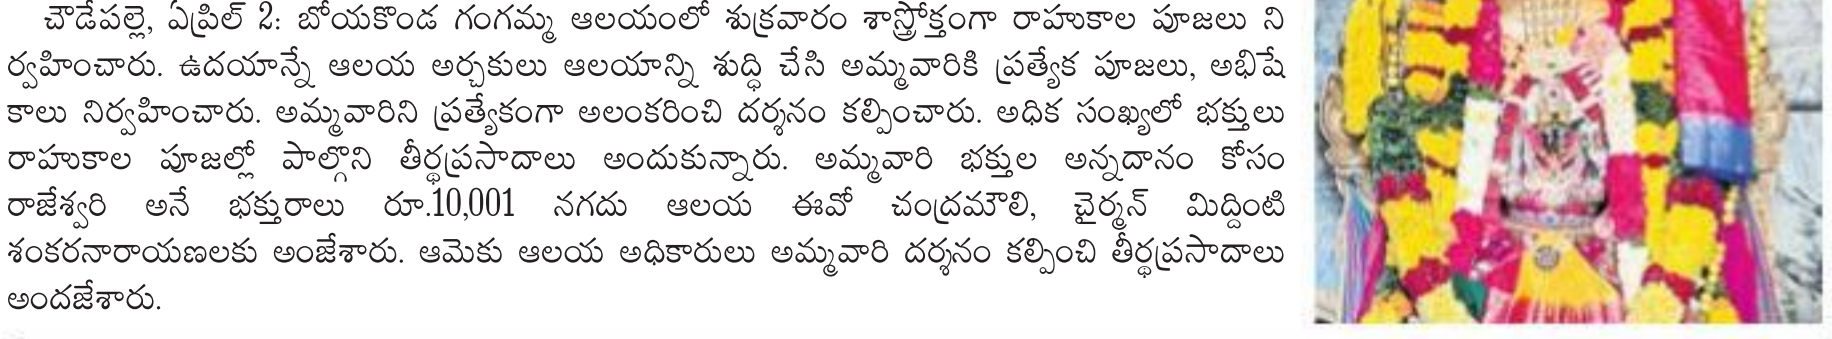 చౌడేపల్లె, ఏప్రిల్ 2: బోయకొండ గంగమ్మ ఆలయంలో శుక్రవారం శాస్త్రోక్తంగా రాహుకాల పూజలు ని
ర్వహించారు. ఉదయాన్నే ఆలయ అర్చకులు ఆలయాన్ని శుద్ధి చేసి అమ్మవారికి ప్రత్యేక పూజలు, అభిషే
కాలు నిర్వహించారు. అమ్మవారిని ప్రత్యేకంగా అలంకరించి దర్శనం కల్పించారు. అధిక సంఖ్యలో భక్తులు
రాహుకాల పూజల్లో పాల్గొని తీర్థప్రసాదాలు అందుకున్నారు. అమ్మవారి భక్తుల అన్నదానం కోసం
రాజేశ్వరి అనే భక్తురాలు రూ.10,001 నగదు ఆలయ ఈవో చంద్రమౌళి, చైర్మన్ మిద్దింటి
శంకరనారాయణలకు అంజేశారు. ఆమెకు ఆలయ అధికారులు అమ్మవారి దర్శనం కల్పించి తీర్థప్రసాదాలు
అందజేశారు.